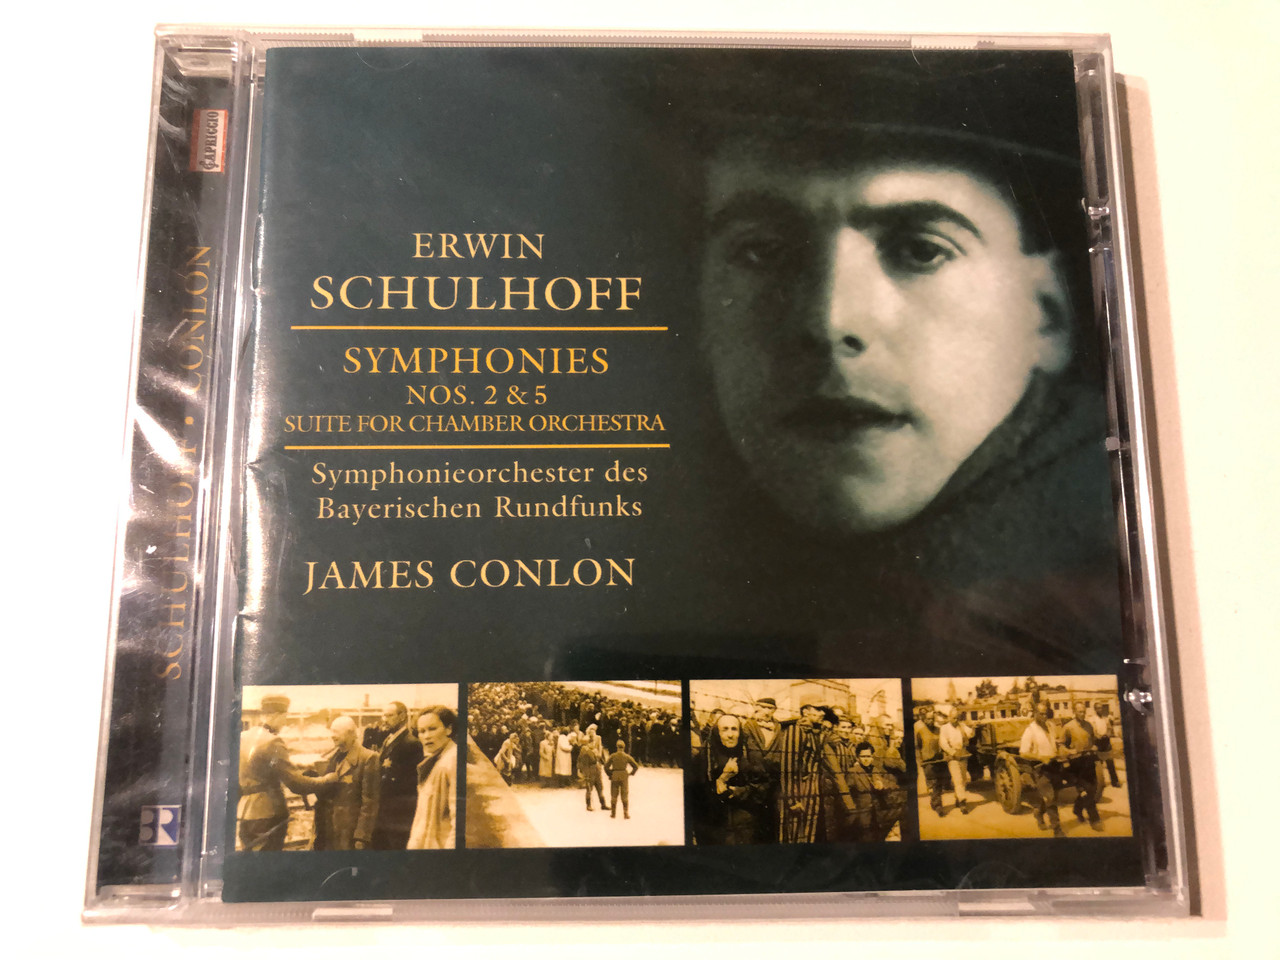 CAPRICCIO
SCHULHOFF • CONLÓN
BR
ERWIN
SCHULHOFF
SYMPHONIES
NOS. 2 & 5
SUITE FOR CHAMBER ORCHESTRA
Symphonieorchester des
Bayerischen Rundfunks
JAMES CONLON